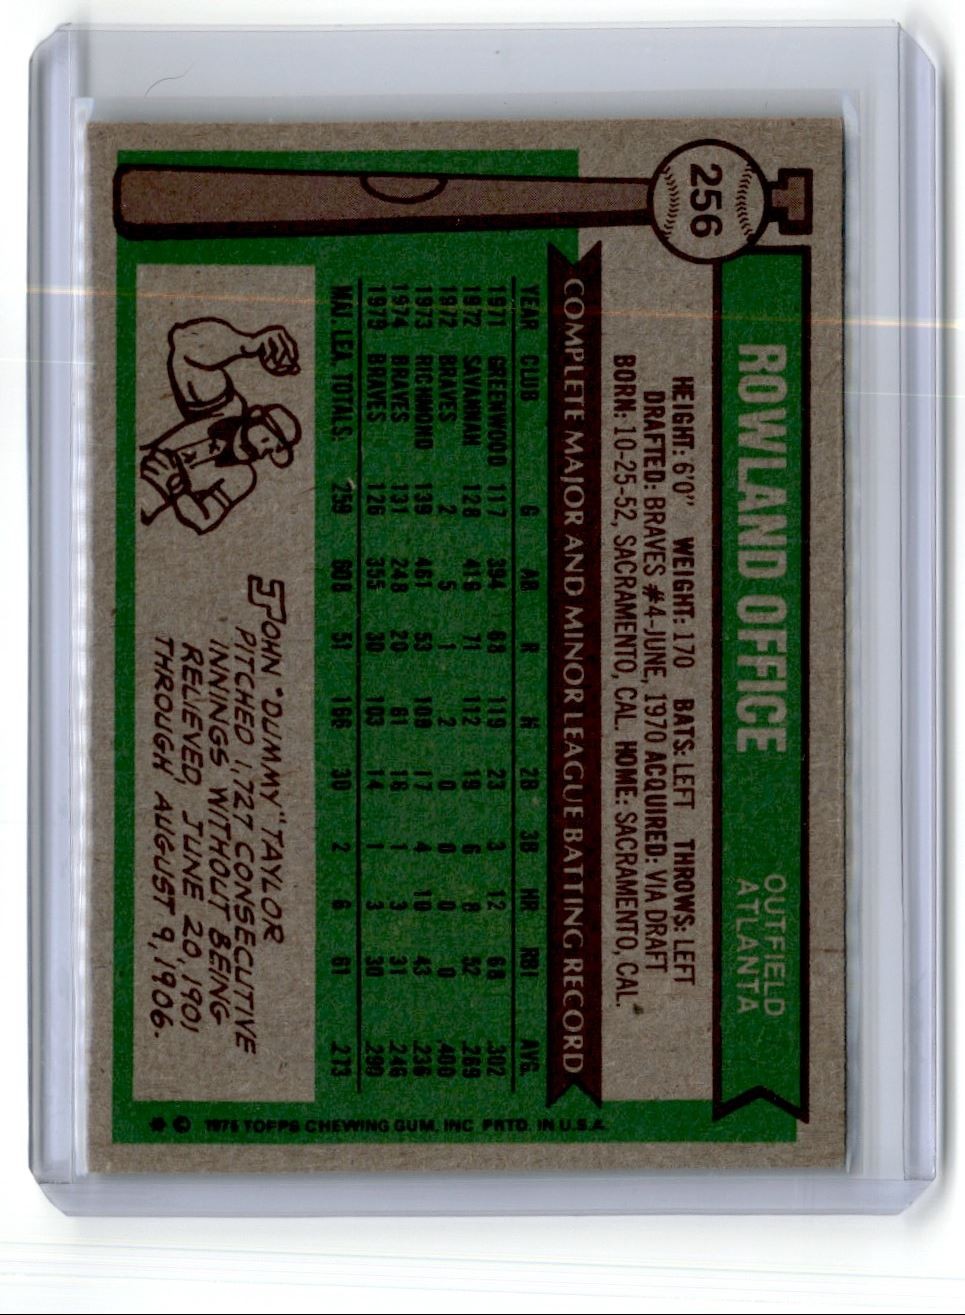 256
ROWLAND OFFICE
OUTFIELD
ATLANTA
HEIGHT: 6'0" WEIGHT: 170 BATS: LEFT THROWS: LEFT
DRAFTED: BRAVES #4-JUNE, 1970 ACQUIRED: VIA DRAFT
BORN: 10-25-52, SACRAMENTO, CAL. HOME: SACRAMENTO, CAL.
COMPLETE MAJOR AND MINOR LEAGUE BATTING RECORD
YEAR CLUB G AB R H 2B 3B HR RBI AVG.
1971 GREENWOOD 117 394 68 119 23 3 12 68 .302
1972 SAVANNAH 128 416 71 112 19 6 8 52 .269
1972 BRAVES 2 5 1 2 0 0 0 0 .400
1973 RICHMOND 139 461 53 109 17 4 10 43 .236
1974 BRAVES 131 248 20 61 16 1 3 31 .246
1975 BRAVES 126 355 30 103 14 1 3 30 .290
MAJ. LEA. TOTALS. 259 608 51 166 30 2 6 61 .273
JOHN "DUMMY" TAYLOR
PITCHED 1,727 CONSECUTIVE
INNINGS WITHOUT BEING
RELIEVED, JUNE 20, 1901
THROUGH, AUGUST 9, 1906.
* © 1976 TOPPS CHEWING GUM, INC. PRTD. IN U.S.A.